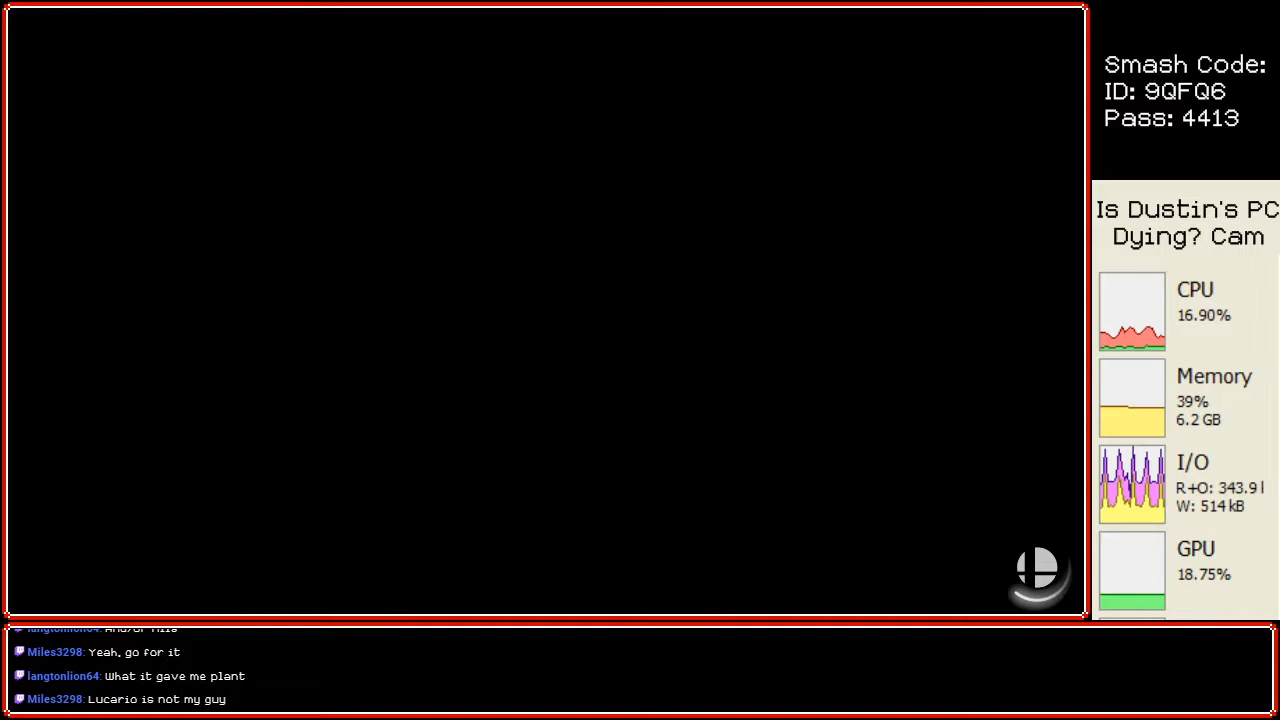 Smash Code:
ID: 9QFQ6
Pass: 4413
Is Dustin's PC
Dying? Cam
CPU
16.90%
Memory
39%
6.2 GB
I/O
R+O: 343.9
W: 514 kB
GPU
18.75%
Miles3298: Yeah, go for it
langtonlion64: What it gave me plant
Miles3298: Lucario is not my guy